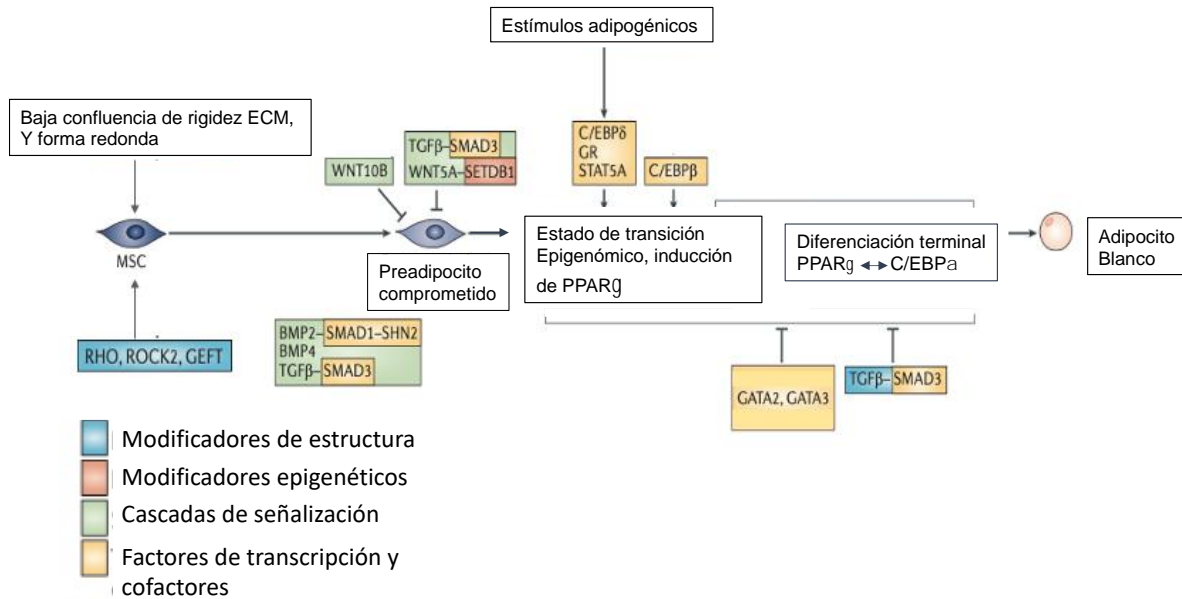 Estímulos adipogénicos
Baja confluencia de rigidez ECM,
Y forma redonda
TGFβ–SMAD3
WNT5A–SETDB1
WNT10B
C/EBPδ
GR
STAT5A
C/EBPβ
MSC
Preadipocito
comprometido
Estado de transición
Epigenómico, inducción
de PPARg
Diferenciación terminal
PPARg ↔ C/EBPa
Adipocito
Blanco
RHO, ROCK2, GEFT
BMP2–SMAD1–SHN2
BMP4
TGFβ–SMAD3
GATA2, GATA3
TGFβ–SMAD3
Modificadores de estructura
Modificadores epigenéticos
Cascadas de señalización
Factores de transcripción y
cofactores